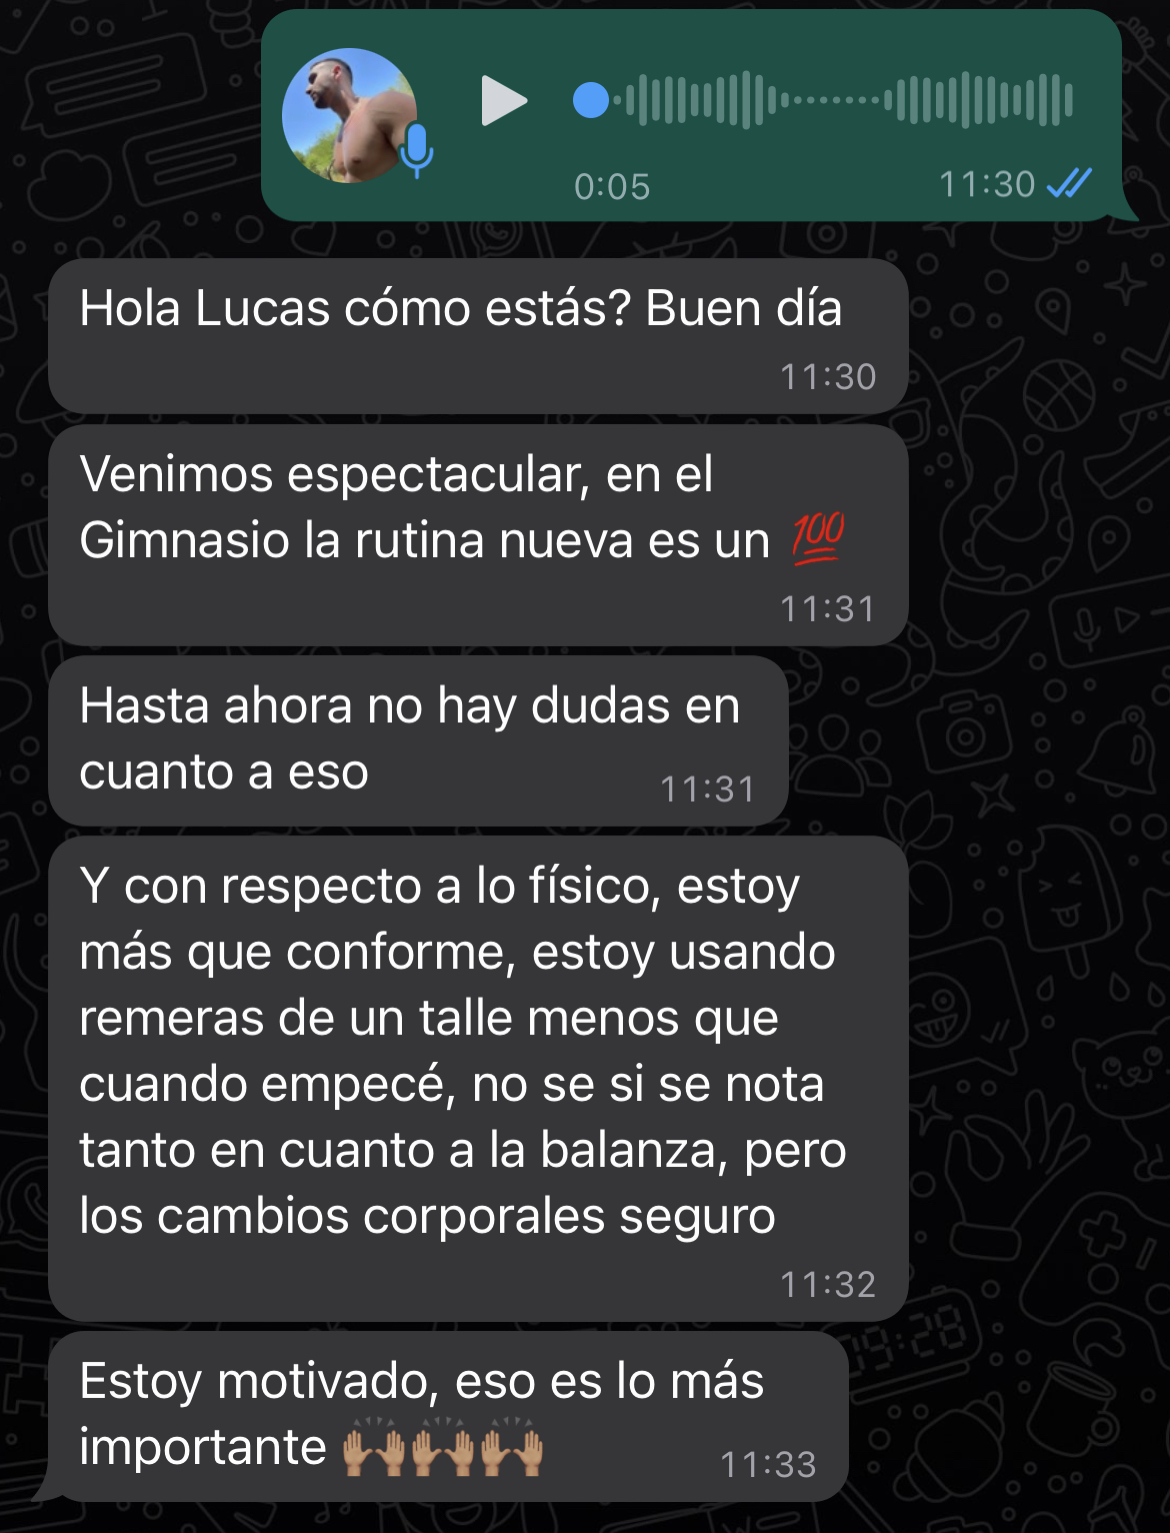 0:05
11:30
Hola Lucas cómo estás? Buen día
11:30
Venimos espectacular, en el
Gimnasio la rutina nueva es un 💯
11:31
Hasta ahora no hay dudas en
cuanto a eso
11:31
Y con respecto a lo físico, estoy
más que conforme, estoy usando
remeras de un talle menos que
cuando empecé, no se si se nota
tanto en cuanto a la balanza, pero
los cambios corporales seguro
11:32
Estoy motivado, eso es lo más
importante 🙌🏽🙌🏽🙌🏽
11:33